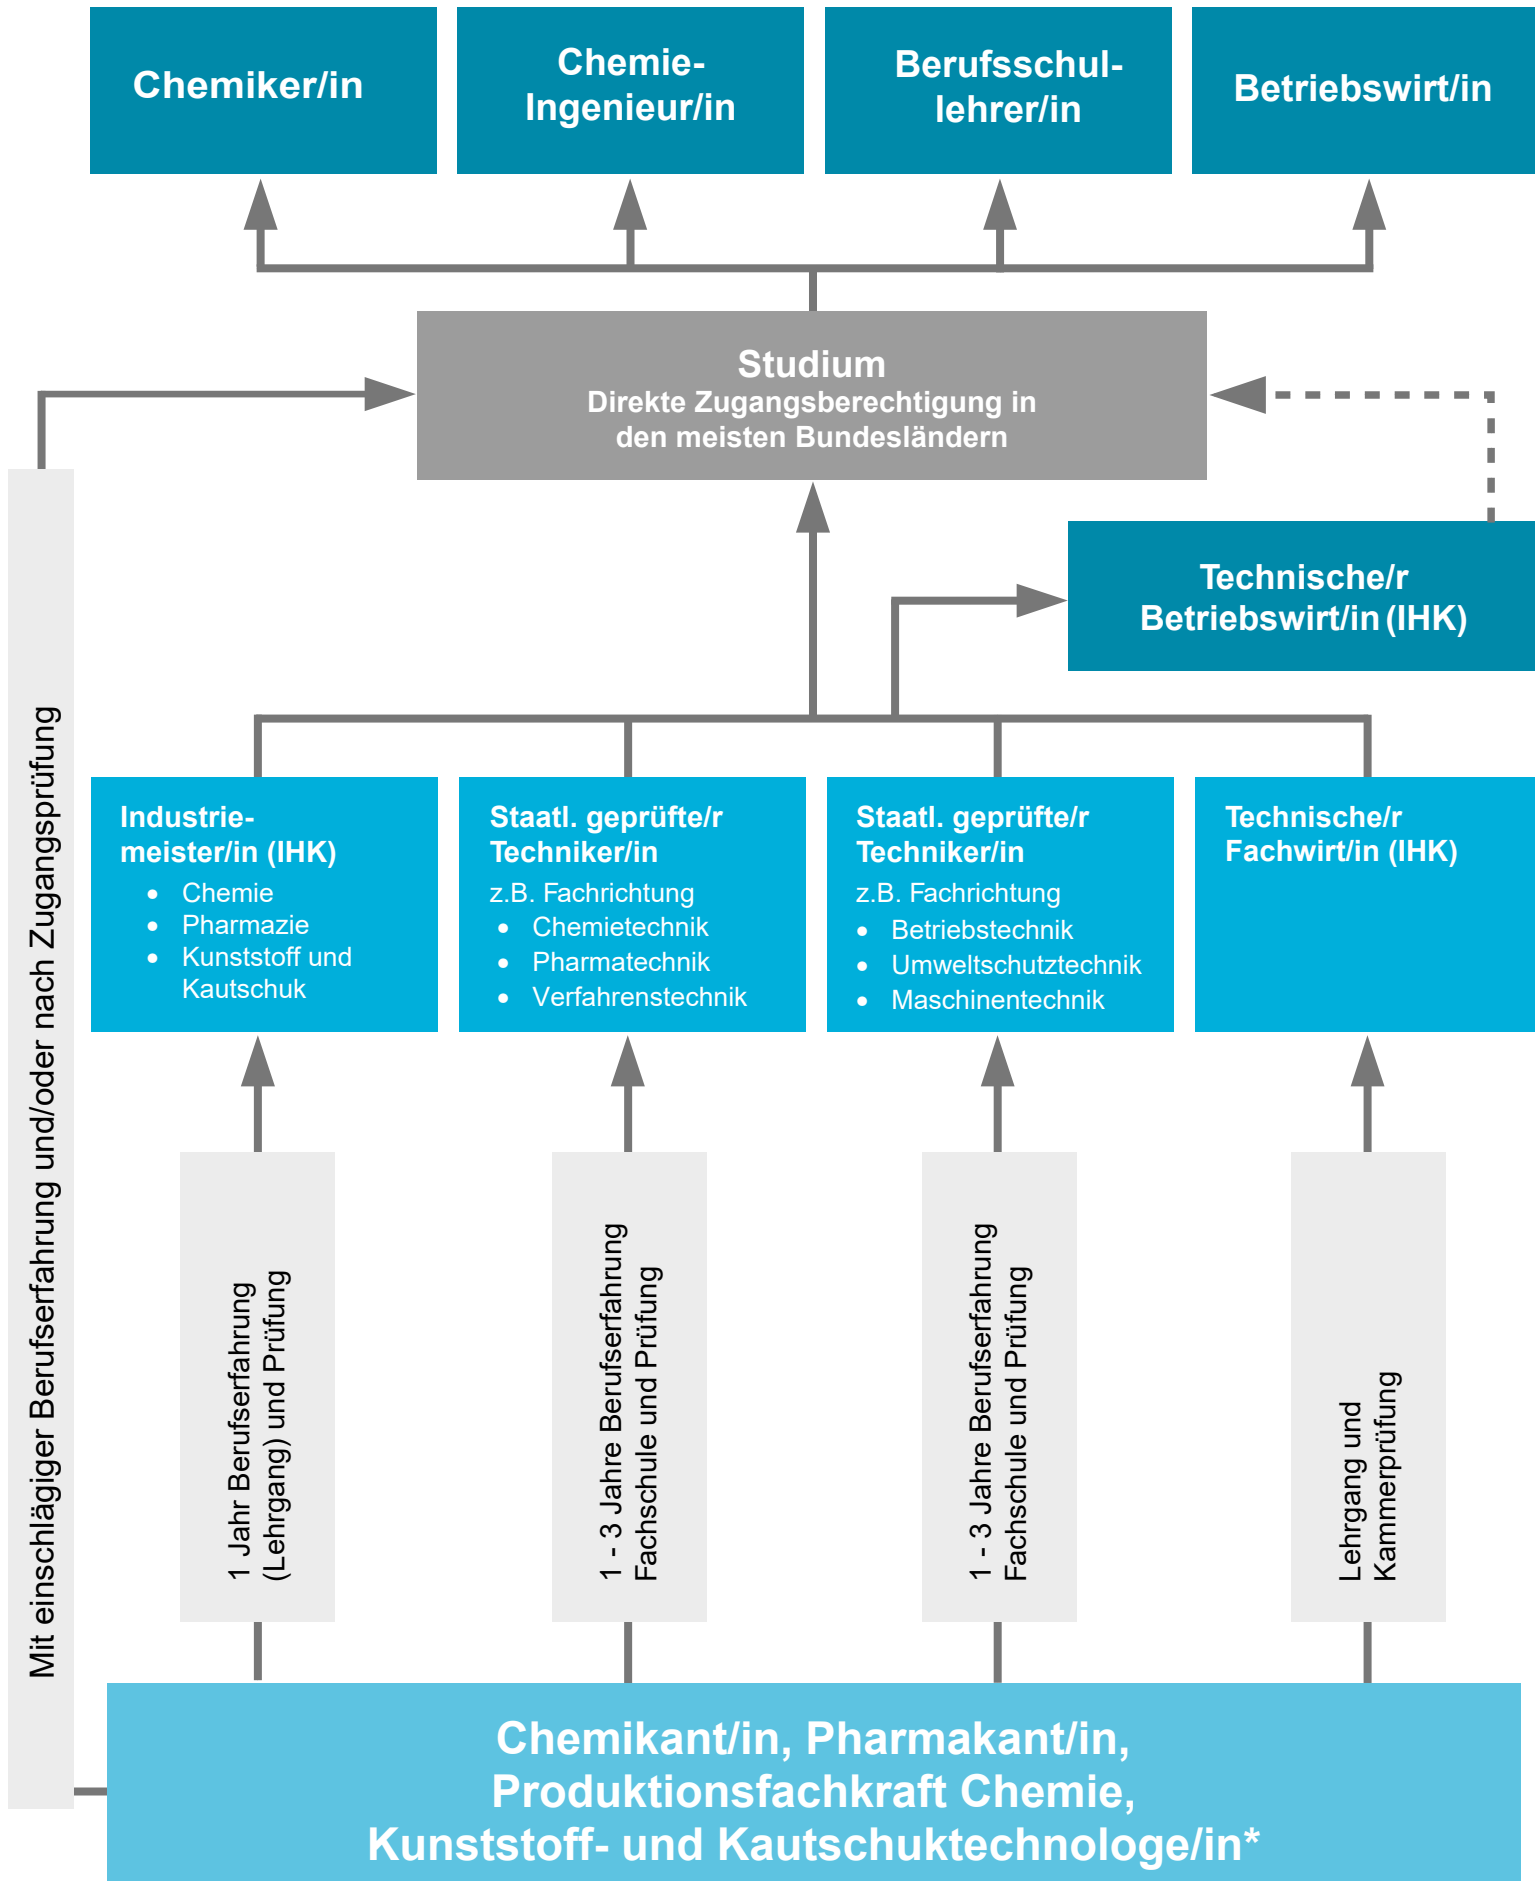 Chemiker/in
Chemie-
Ingenieur/in
Berufsschul-
lehrer/in
Betriebswirt/in
Studium
Direkte Zugangsberechtigung in
den meisten Bundesländern
Technische/r
Betriebswirt/in (IHK)
Mit einschlägiger Berufserfahrung und/oder nach Zugangsprüfung
Industrie-
meister/in (IHK)
• Chemie
• Pharmazie
• Kunststoff und
Kautschuk
Staatl. geprüfte/r
Techniker/in
z.B. Fachrichtung
• Chemietechnik
• Pharmatechnik
• Verfahrenstechnik
Staatl. geprüfte/r
Techniker/in
z.B. Fachrichtung
• Betriebstechnik
• Umweltschutztechnik
• Maschinentechnik
Technische/r
Fachwirt/in (IHK)
1 Jahr Berufserfahrung
(Lehrgang) und Prüfung
1 - 3 Jahre Berufserfahrung
Fachschule und Prüfung
1 - 3 Jahre Berufserfahrung
Fachschule und Prüfung
Lehrgang und
Kammerprüfung
Chemikant/in, Pharmakant/in,
Produktionsfachkraft Chemie,
Kunststoff- und Kautschuktechnologe/in*